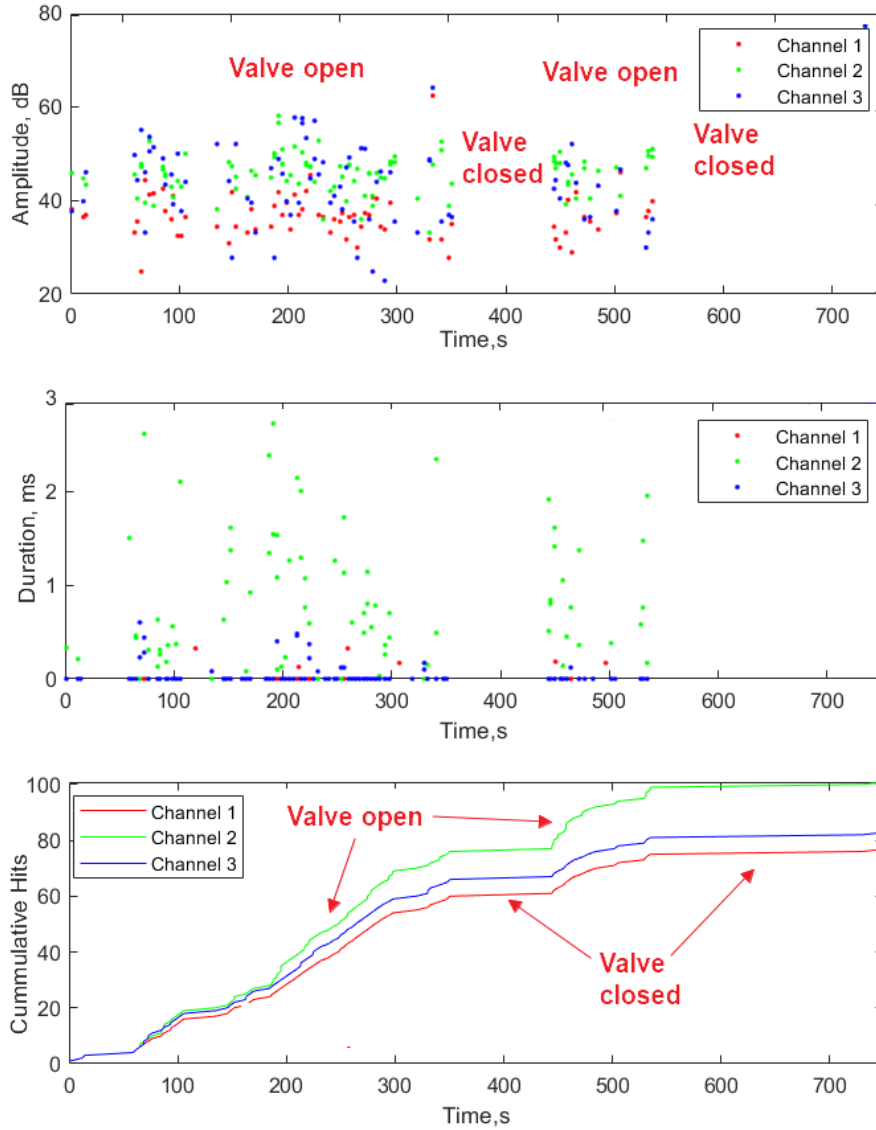 80
60
40
20
Amplitude, dB
Valve open
Valve open
Valve
closed
Valve
closed
Channel 1
Channel 2
Channel 3
0 100 200 300 400 500 600 700
Time,s
3
2
1
0
Duration, ms
Channel 1
Channel 2
Channel 3
0 100 200 300 400 500 600 700
Time,s
100
80
60
40
20
0
Cummulative Hits
Channel 1
Channel 2
Channel 3
Valve open
Valve
closed
0 100 200 300 400 500 600 700
Time,s